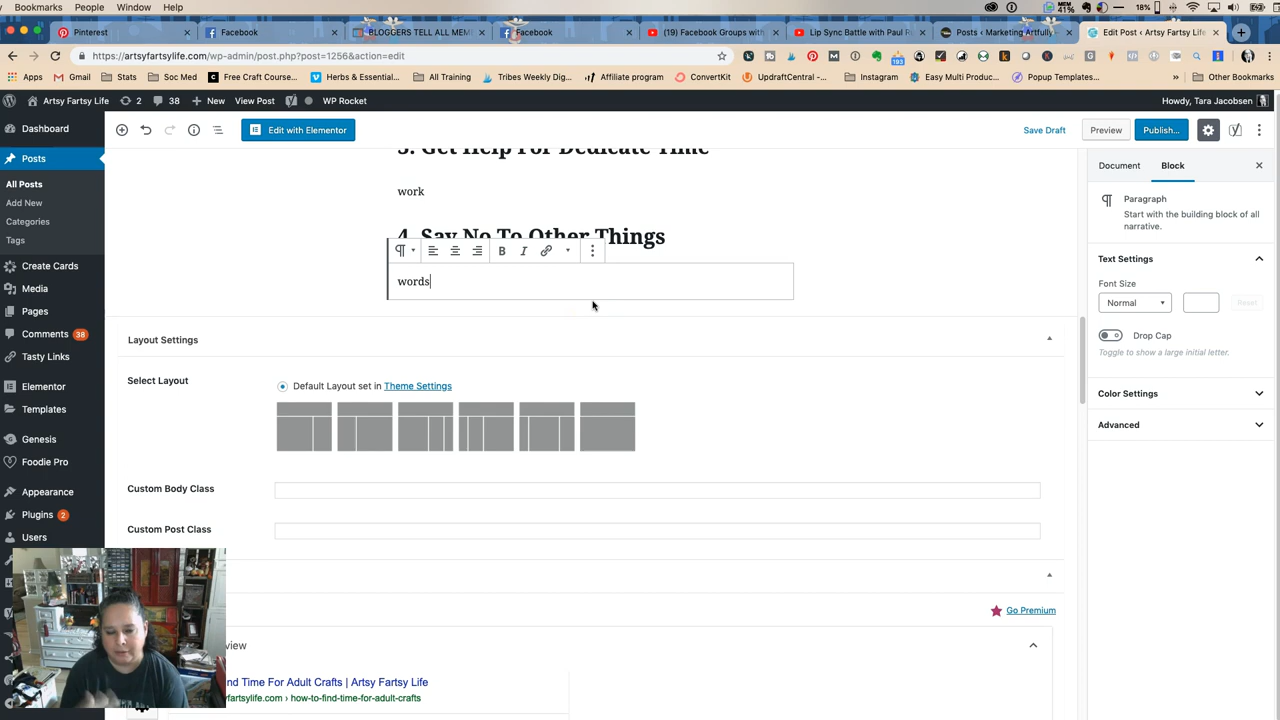 Bookmarks People Window Help 18%
Pinterest × Facebook × BLOGGERS TELL ALL MEM × Facebook × (19) Facebook Groups with × Lip Sync Battle with Paul R × Posts ‹ Marketing Artfully × Edit Post ‹ Artsy Fartsy Life ×
https://artsyfartsylife.com/wp-admin/post.php?post=1256&action=edit
Apps Gmail Stats Soc Med Free Craft Course... Herbs & Essential... All Training Tribes Weekly Dig... Affiliate program ConvertKit UpdraftCentral -... Instagram Easy Multi Produc... Popup Templates... » Other Bookmarks
Artsy Fartsy Life 2 38 New View Post WP Rocket Howdy, Tara Jacobsen
Dashboard
Edit with Elementor Save Draft Preview Publish...
3. Get Help For Dedicate Time
Posts
Document Block
All Posts
work
Add New
Paragraph
Start with the building block of all narrative.
Categories
Tags
4. Say No To Other Things
B I
Text Settings
Create Cards
words
Font Size
Media
Normal Reset
Pages
Comments 38
Layout Settings
Drop Cap
Toggle to show a large initial letter.
Tasty Links
Select Layout
Default Layout set in Theme Settings
Elementor
Color Settings
Templates
Advanced
Genesis
Foodie Pro
Appearance
Custom Body Class
Plugins 2
Custom Post Class
Users
Go Premium
view
nd Time For Adult Crafts | Artsy Fartsy Life
fartsylife.com › how-to-find-time-for-adult-crafts